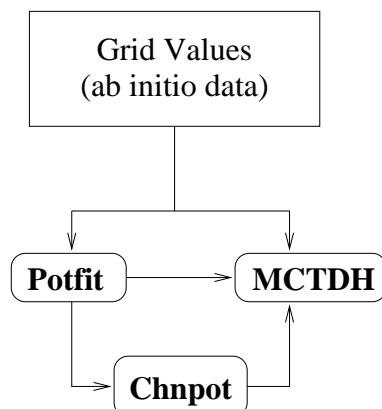 Grid Values
(ab initio data)
Potfit
MCTDH
Chnpot